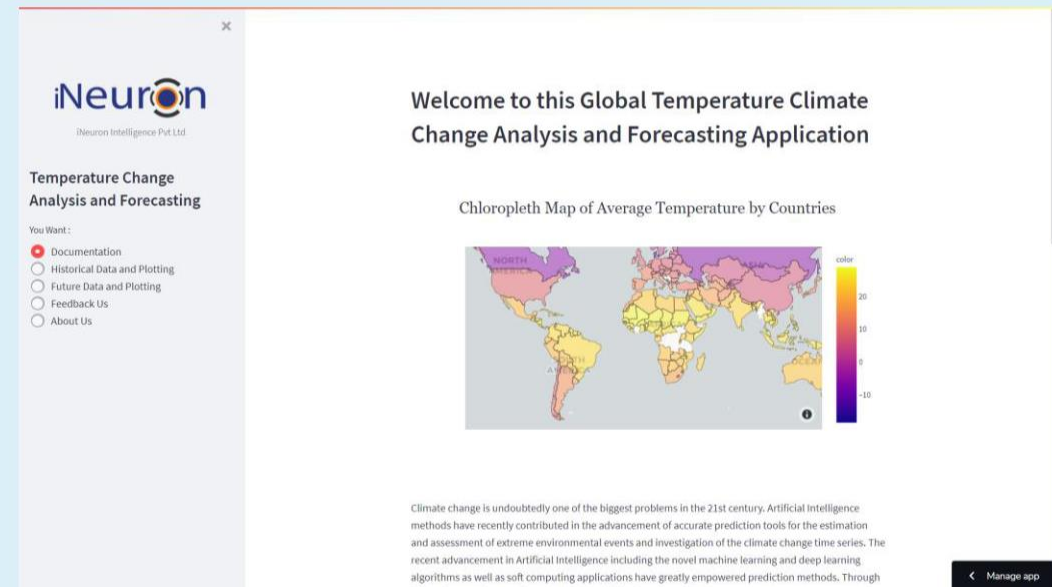 ×
iNeuron
iNeuron Intelligence Pvt Ltd
Temperature Change
Analysis and Forecasting
You Want :
Documentation
Historical Data and Plotting
Future Data and Plotting
Feedback Us
About Us
Welcome to this Global Temperature Climate
Change Analysis and Forecasting Application
Chloropleth Map of Average Temperature by Countries
NORTH
AMERICA
SOUTH
AMERICA
color
20
10
0
−10
Climate change is undoubtedly one of the biggest problems in the 21st century. Artificial Intelligence
methods have recently contributed in the advancement of accurate prediction tools for the estimation
and assessment of extreme environmental events and investigation of the climate change time series. The
recent advancement in Artificial Intelligence including the novel machine learning and deep learning
algorithms as well as soft computing applications have greatly empowered prediction methods. Through
< Manage app